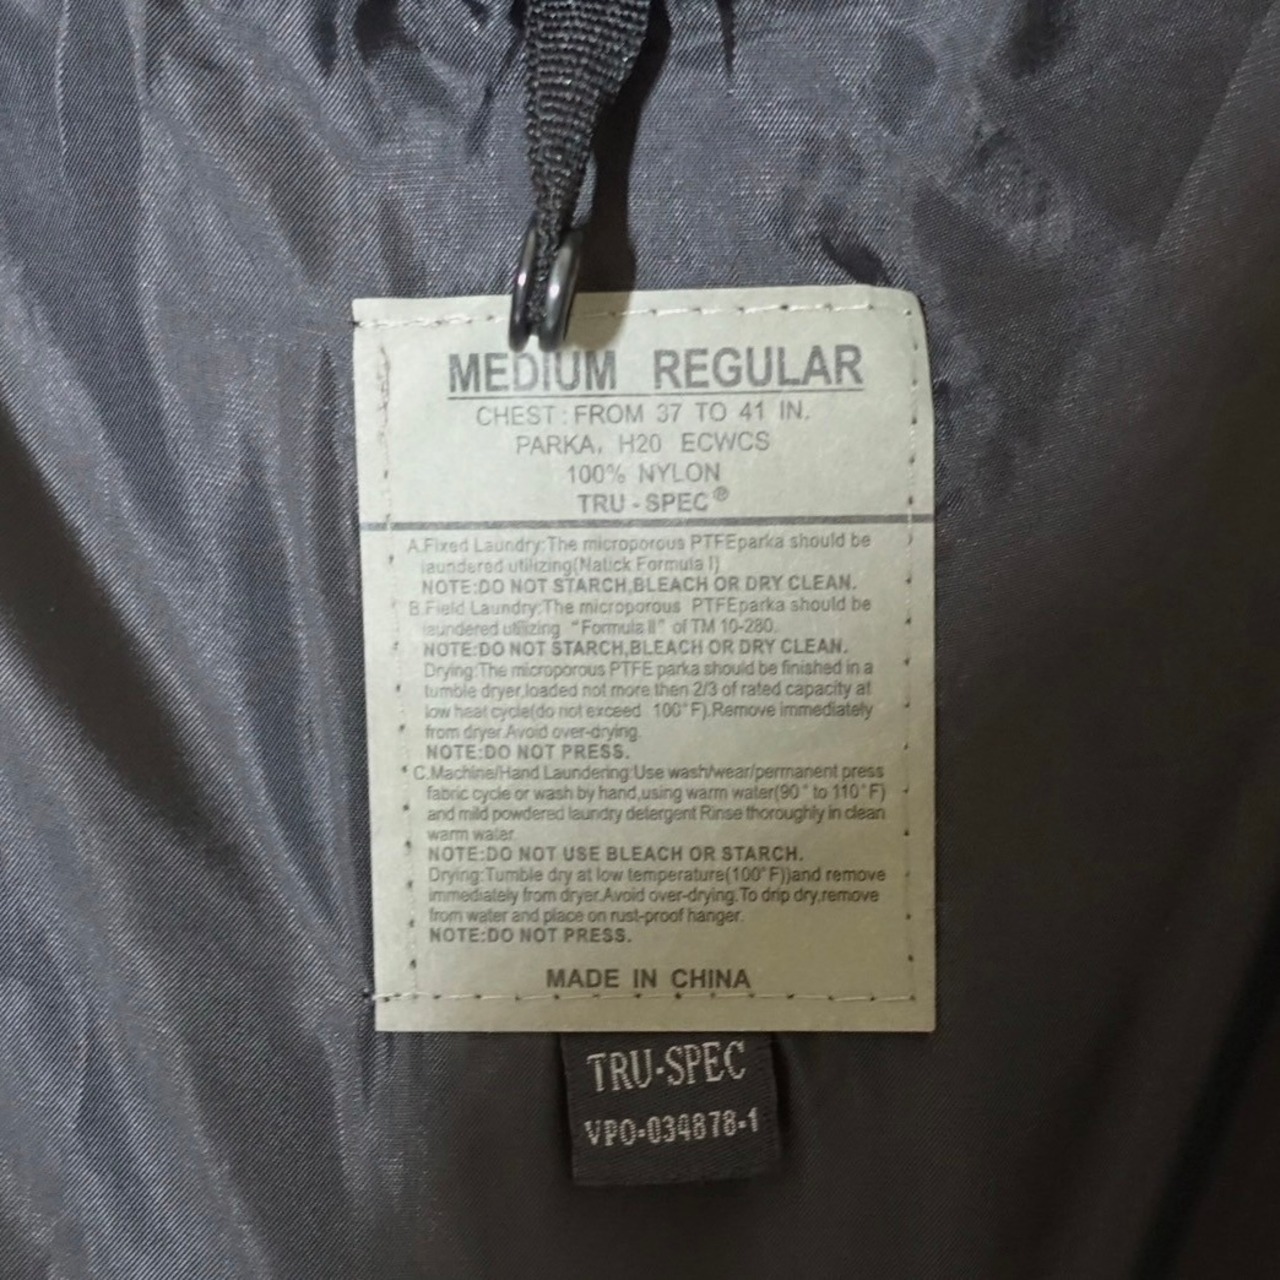 MEDIUM REGULAR
CHEST : FROM 37 TO 41 IN.
PARKA, H20 ECWCS
100% NYLON
TRU - SPEC®
A.Fixed Laundry:The microporous PTFEparka should be
laundered utilizing(Natick Formula I)
NOTE:DO NOT STARCH,BLEACH OR DRY CLEAN.
B.Field Laundry:The microporous PTFEparka should be
laundered utilizing "Formula II" of TM 10-280.
NOTE:DO NOT STARCH,BLEACH OR DRY CLEAN.
Drying:The microporous PTFE parka should be finished in a
tumble dryer,loaded not more then 2/3 of rated capacity at
low heat cycle(do not exceed 100°F).Remove immediately
from dryer.Avoid over-drying.
NOTE:DO NOT PRESS.
C.Machine/Hand Laundering:Use wash/wear/permanent press
fabric cycle or wash by hand,using warm water(90° to 110°F)
and mild powdered laundry detergent Rinse thoroughly in clean
warm water.
NOTE:DO NOT USE BLEACH OR STARCH.
Drying:Tumble dry at low temperature(100°F))and remove
immediately from dryer.Avoid over-drying.To drip dry,remove
from water and place on rust-proof hanger.
NOTE:DO NOT PRESS.
MADE IN CHINA
TRU-SPEC
VPO-034878-1